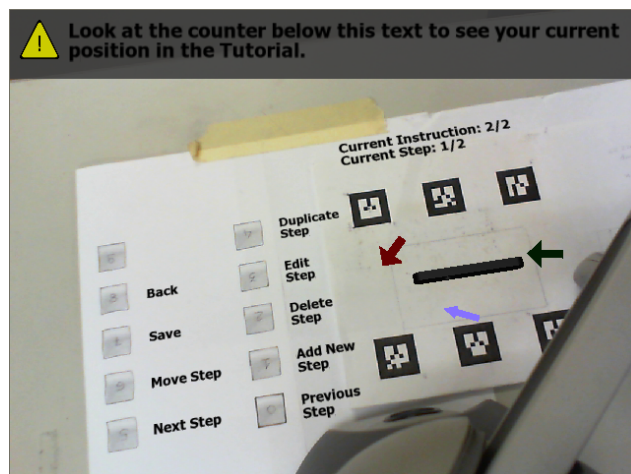 Look at the counter below this text to see your current
position in the Tutorial.
Current Instruction: 2/2
Current Step: 1/2
Duplicate
Step
Edit
Step
Back
Delete
Step
Save
Add New
Step
Move Step
Previous
Step
Next Step